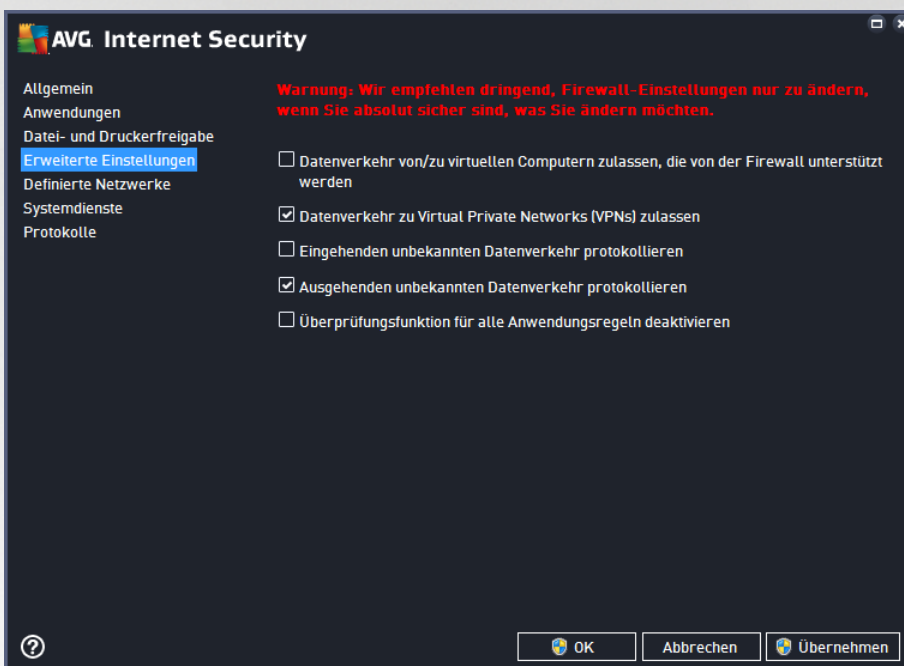 AVG Internet Security
Allgemein
Anwendungen
Datei- und Druckerfreigabe
Erweiterte Einstellungen
Definierte Netzwerke
Systemdienste
Protokolle
Warnung: Wir empfehlen dringend, Firewall-Einstellungen nur zu ändern,
wenn Sie absolut sicher sind, was Sie ändern möchten.
Datenverkehr von/zu virtuellen Computern zulassen, die von der Firewall unterstützt
werden
Datenverkehr zu Virtual Private Networks (VPNs) zulassen
Eingehenden unbekannten Datenverkehr protokollieren
Ausgehenden unbekannten Datenverkehr protokollieren
Überprüfungsfunktion für alle Anwendungsregeln deaktivieren
?
OK
Abbrechen
Übernehmen